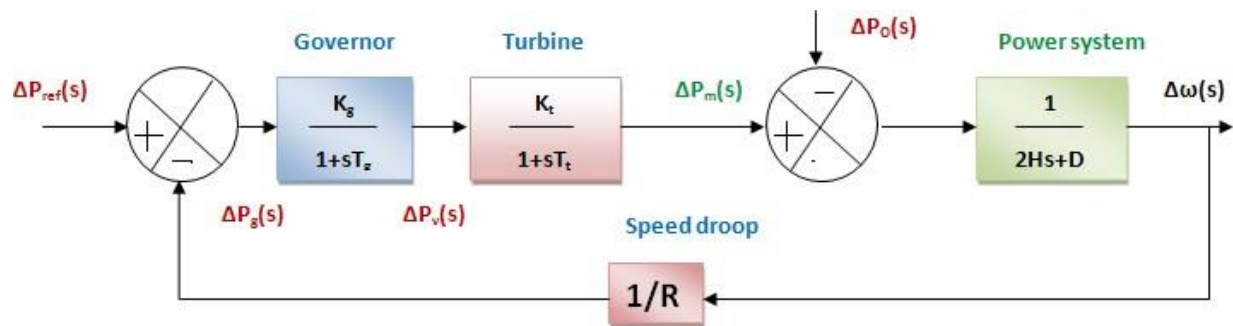 ΔP₀(s)
Governor
Turbine
Power system
ΔPref(s)
Kg
1+sTg
Kt
1+sTt
ΔPm(s)
1
2Hs+D
Δω(s)
+
−
−
+
ΔPg(s)
ΔPv(s)
Speed droop
1/R